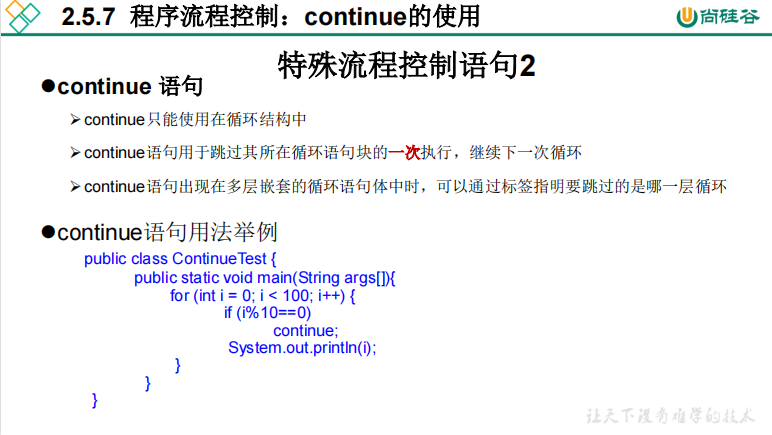 2.5.7 程序流程控制：continue的使用
尚硅谷
特殊流程控制语句2
●continue 语句
➢continue只能使用在循环结构中
➢continue语句用于跳过其所在循环语句块的一次执行，继续下一次循环
➢continue语句出现在多层嵌套的循环语句体中时，可以通过标签指明要跳过的是哪一层循环
●continue语句用法举例
public class ContinueTest {
public static void main(String args[]){
for (int i = 0; i < 100; i++) {
if (i%10==0)
continue;
System.out.println(i);
}
}
}
让天下没有难学的技术